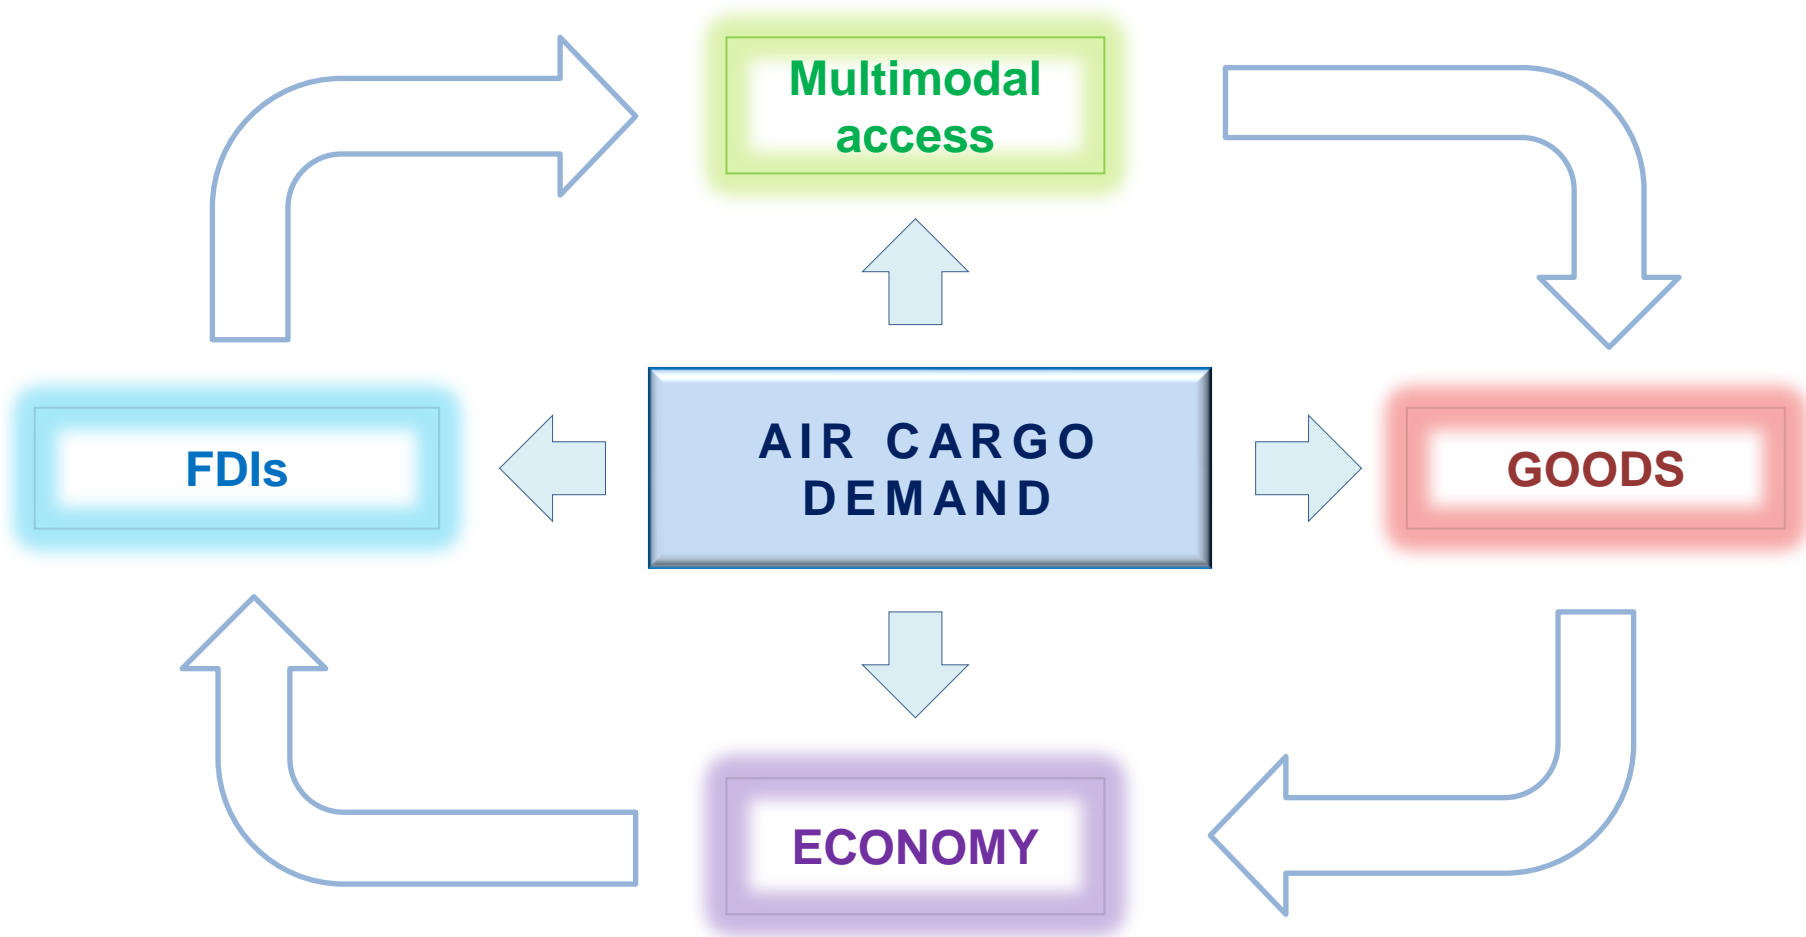 Multimodal
access
FDIs
AIR CARGO
DEMAND
GOODS
ECONOMY